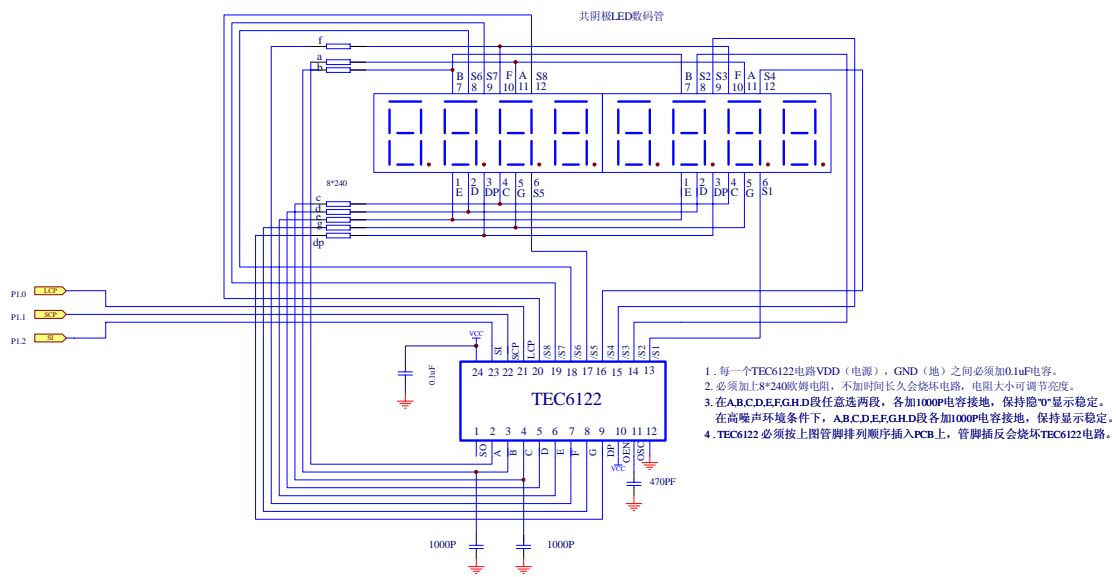 共阴极LED数码管
f
a
b
B S6 S7 F A S8
7 8 9 10 11 12
B S2 S3 F A S4
7 8 9 10 11 12
1 2 3 4 5 6
E D DP C G S5
1 2 3 4 5 6
E D DP C G S1
8*240
c
d
e
g
dp
P1.0 LCP
P1.1 SCP
P1.2 SI
VCC
0.1uF
SI SCP LCP /S8 /S7 /S6 /S5 /S4 /S3 /S2 /S1
24 23 22 21 20 19 18 17 16 15 14 13
TEC6122
1 2 3 4 5 6 7 8 9 10 11 12
SO A B C D E F G DP OEN OSC
VCC
470PF
1000P 1000P
1 . 每一个TEC6122电路VDD（电源），GND（地）之间必须加0.1uF电容。
2. 必须加上8*240欧姆电阻，不加时间长久会烧坏电路，电阻大小可调节亮度。
3. 在A,B,C,D,E,F,G.H.D段任意选两段，各加1000P电容接地，保持隐"0"显示稳定。
在高噪声环境条件下，A,B,C,D,E,F,G.H.D段各加1000P电容接地，保持显示稳定。
4 . TEC6122 必须按上图管脚排列顺序插入PCB上，管脚插反会烧坏TEC6122电路。